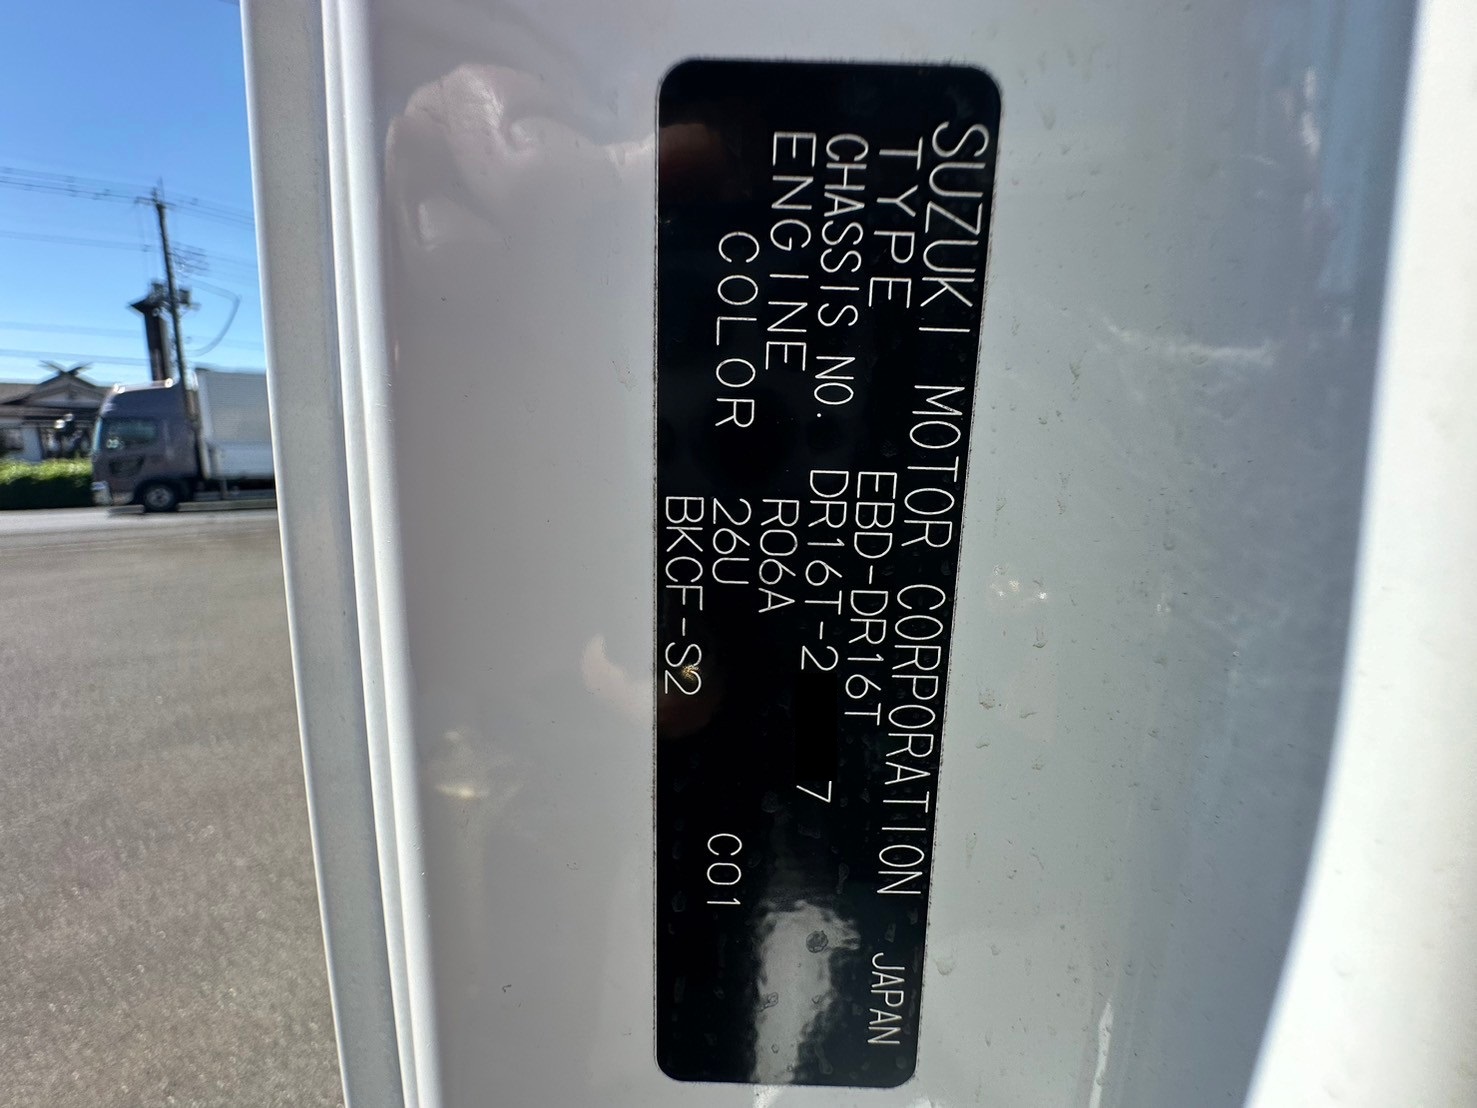 SUZUKI MOTOR CORPORATION JAPAN
TYPE EBD-DR16T
CHASSIS NO. DR16T-2 7
ENGINE R06A
COLOR 26U C01
BKCF-S2